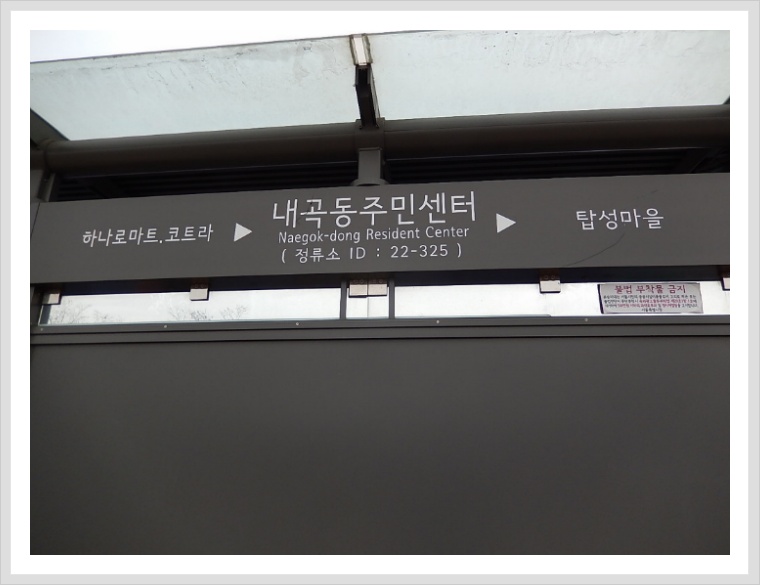 하나로마트.코트라 ▶ 내곡동주민센터 ▶ 탑성마을
Naegok-dong Resident Center
( 정류소 ID : 22-325 )
불법 부착물 금지